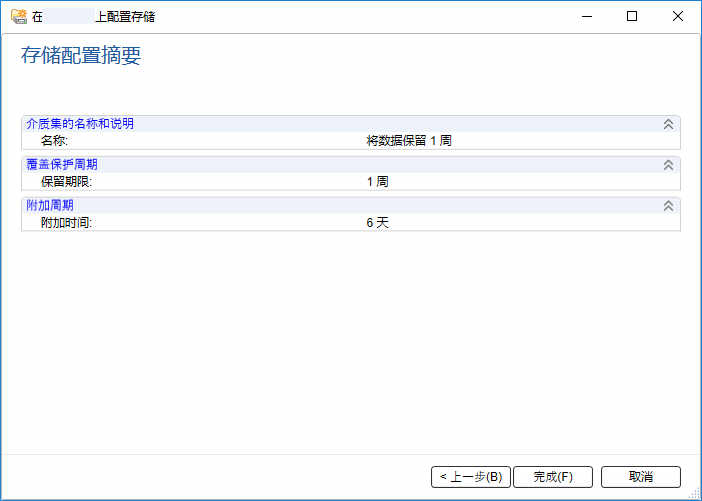 在 上配置存储
存储配置摘要
介质集的名称和说明
名称: 将数据保留 1 周
覆盖保护周期
保留期限: 1 周
附加周期
附加时间: 6 天
< 上一步(B) 完成(F) 取消